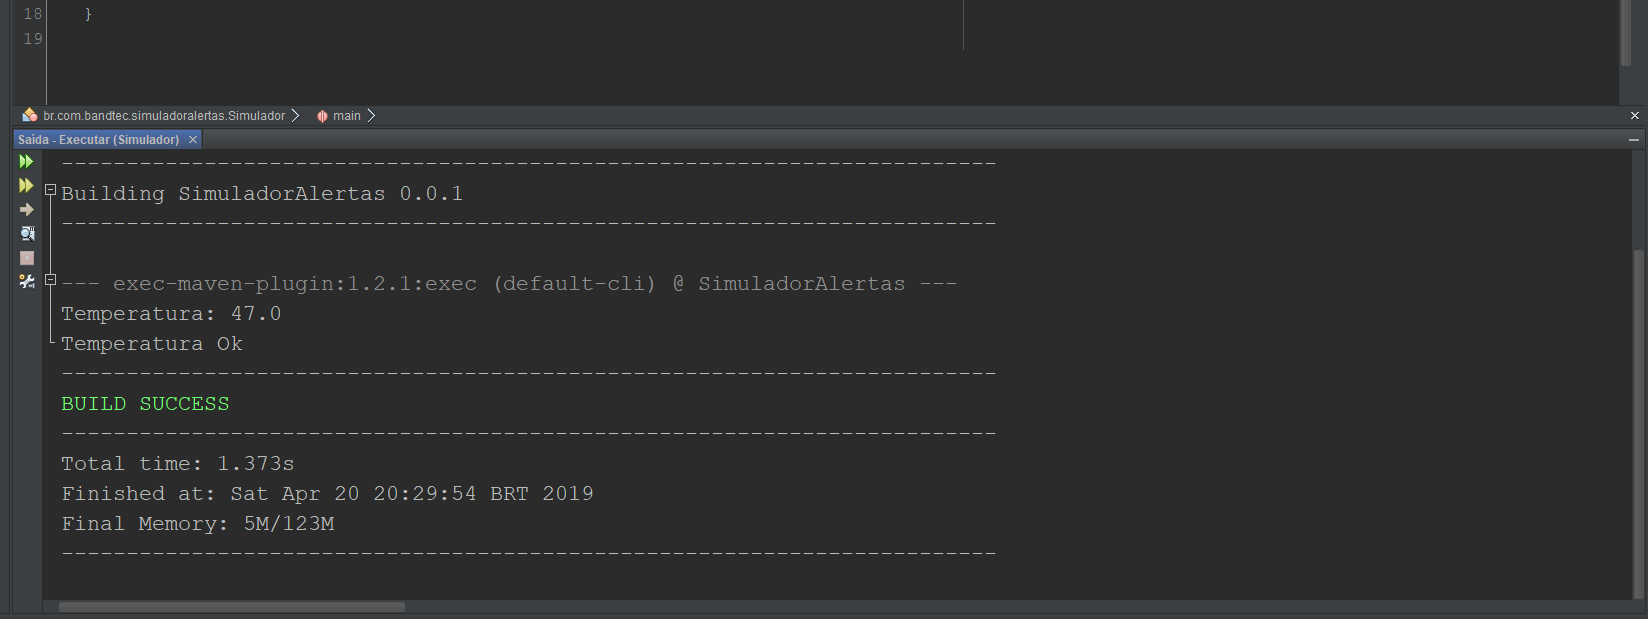 18 }
19
br.com.bandtec.simuladoralertas.Simulador main
Saída - Executar (Simulador)
------------------------------------------------------------------------
Building SimuladorAlertas 0.0.1
------------------------------------------------------------------------
--- exec-maven-plugin:1.2.1:exec (default-cli) @ SimuladorAlertas ---
Temperatura: 47.0
Temperatura Ok
------------------------------------------------------------------------
BUILD SUCCESS
------------------------------------------------------------------------
Total time: 1.373s
Finished at: Sat Apr 20 20:29:54 BRT 2019
Final Memory: 5M/123M
------------------------------------------------------------------------